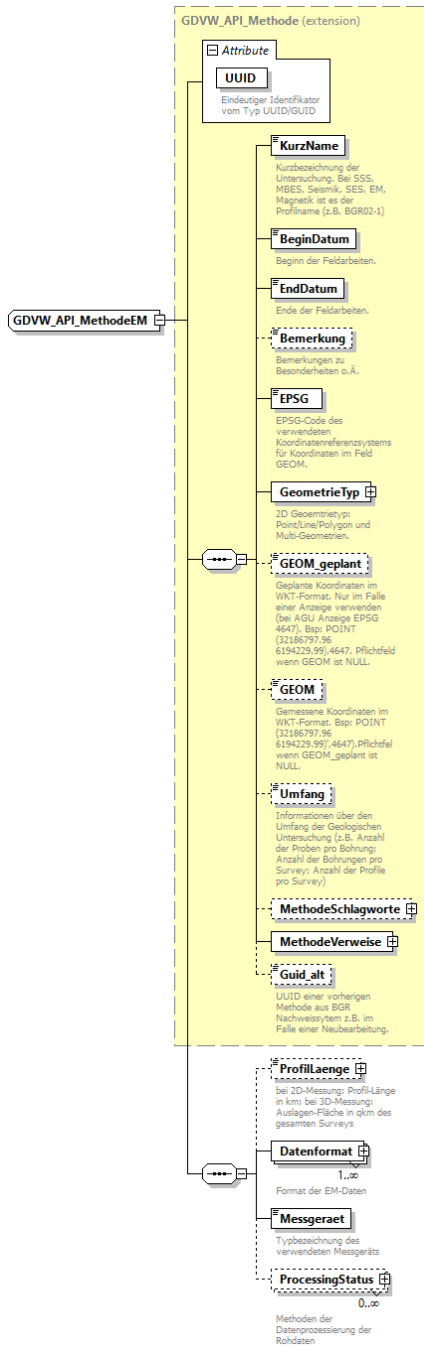 GDVW_API_Methode (extension)
Attribute
UUID
Eindeutiger Identifikator
vom Typ UUID/GUID
KurzName
Kurzbezeichnung der
Untersuchung. Bei SSS,
MBES, Seismik, SES, EM,
Magnetik ist es der
Profilname (z.B. BGR02-1)
BeginDatum
Beginn der Feldarbeiten.
EndDatum
Ende der Feldarbeiten.
GDVW_API_MethodeEM
Bemerkung
Bemerkungen zu
Besonderheiten o.Ä.
EPSG
EPSG-Code des
verwendeten
Koordinatenreferenzsystems
für Koordinaten im Feld
GEOM.
GeometrieTyp
2D Geoemtrietyp:
Point/Line/Polygon und
Multi-Geometrien.
GEOM_geplant
Geplante Koordinaten im
WKT-Format. Nur im Falle
einer Anzeige verwenden
(bei AGU Anzeige EPSG
4647). Bsp: POINT
(32186797.96
6194229.99),4647. Pflichtfeld
wenn GEOM ist NULL.
GEOM
Gemessene Koordinaten im
WKT-Format. Bsp: POINT
(32186797.96
6194229.99)',4647).Pflichtfel
wenn GEOM_geplant ist
NULL.
Umfang
Informationen über den
Umfang der Geologischen
Untersuchung (z.B. Anzahl
der Proben pro Bohrung;
Anzahl der Bohrungen pro
Survey; Anzahl der Profile
pro Survey)
MethodeSchlagworte
MethodeVerweise
Guid_alt
UUID einer vorherigen
Methode aus BGR
Nachweissytem z.B. im
Falle einer Neubearbeitung.
ProfilLaenge
bei 2D-Messung: Profil-Länge
in km; bei 3D-Messung:
Auslagen-Fläche in qkm des
gesamten Surveys
Datenformat
1..∞
Format der EM-Daten
Messgeraet
Typbezeichnung des
verwendeten Messgeräts
ProcessingStatus
0..∞
Methoden der
Datenprozessierung der
Rohdaten